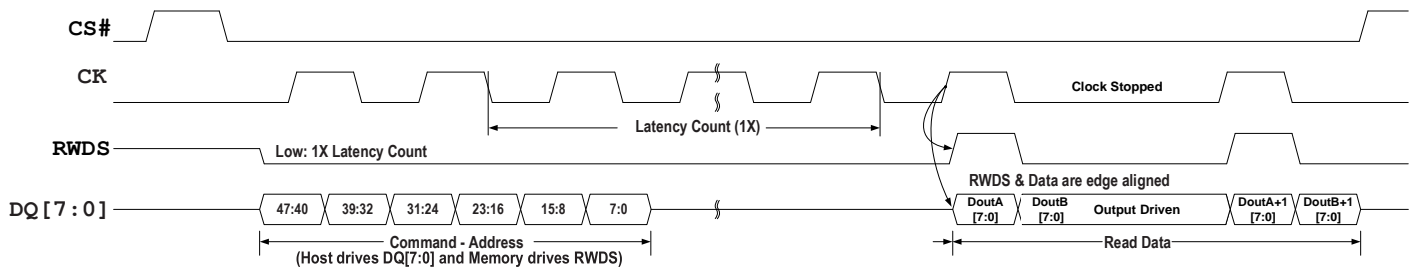 CS#
CK
Clock Stopped
Latency Count (1X)
RWDS
Low: 1X Latency Count
RWDS & Data are edge aligned
DQ[7:0]
47:40 39:32 31:24 23:16 15:8 7:0
DoutA [7:0]
DoutB [7:0]
Output Driven
DoutA+1 [7:0]
DoutB+1 [7:0]
Command - Address
(Host drives DQ[7:0] and Memory drives RWDS)
Read Data